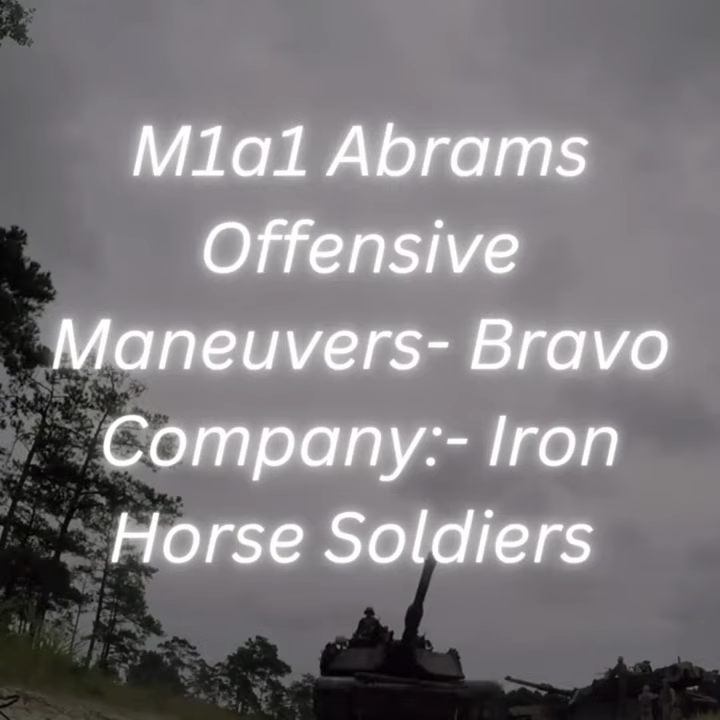 M1a1 Abrams
Offensive
Maneuvers- Bravo
Company:- Iron
Horse Soldiers